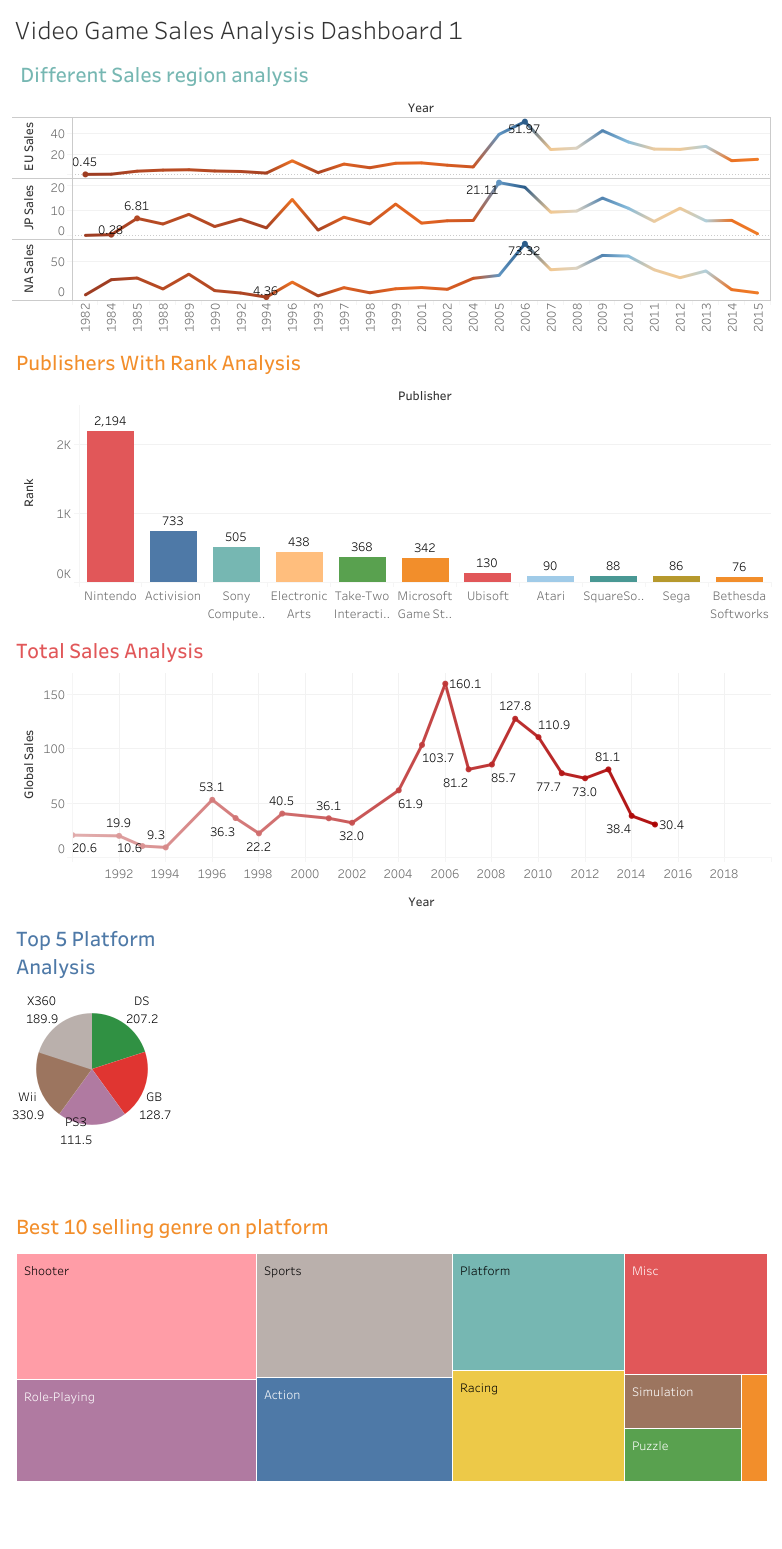 Video Game Sales Analysis Dashboard 1
Different Sales region analysis
Year
EU Sales
40
20
0.45
51.97
JP Sales
20
10
0
0.28
6.81
21.11
NA Sales
50
0
4.36
73.32
1982
1984
1985
1988
1989
1990
1992
1994
1996
1993
1997
1998
1999
2001
2002
2004
2005
2006
2007
2008
2009
2010
2011
2012
2013
2014
2015
Publishers With Rank Analysis
Publisher
Rank
2K
1K
0K
2,194
733
505
438
368
342
130
90
88
86
76
Nintendo
Activision
Sony
Compute..
Electronic
Arts
Take-Two
Interacti..
Microsoft
Game St..
Ubisoft
Atari
SquareSo..
Sega
Bethesda
Softworks
Total Sales Analysis
Global Sales
150
100
50
0
20.6
19.9
10.6
9.3
53.1
36.3
22.2
40.5
36.1
32.0
61.9
103.7
160.1
81.2
85.7
127.8
110.9
77.7
73.0
81.1
38.4
30.4
1992
1994
1996
1998
2000
2002
2004
2006
2008
2010
2012
2014
2016
2018
Year
Top 5 Platform
Analysis
X360
189.9
DS
207.2
Wii
330.9
GB
128.7
PS3
111.5
Best 10 selling genre on platform
Shooter
Sports
Platform
Misc
Role-Playing
Action
Racing
Simulation
Puzzle